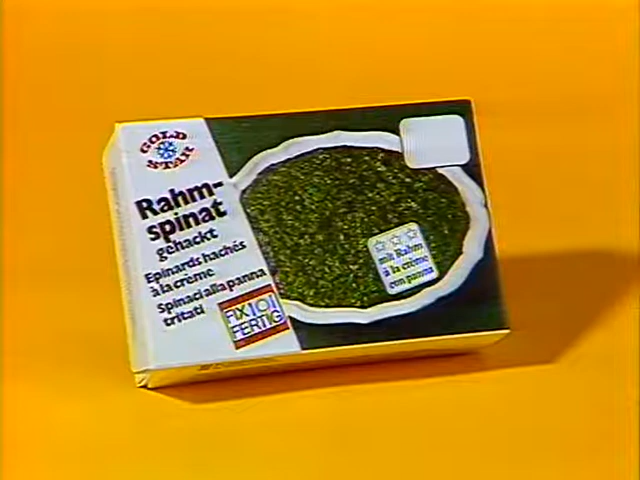 GOLD
STAR
Rahm-
spinat
gehackt
Epinards hachés
à la crème
Spinaci alla panna
tritati
FIX
FERTIG
mit Rahm
à la crème
con panna